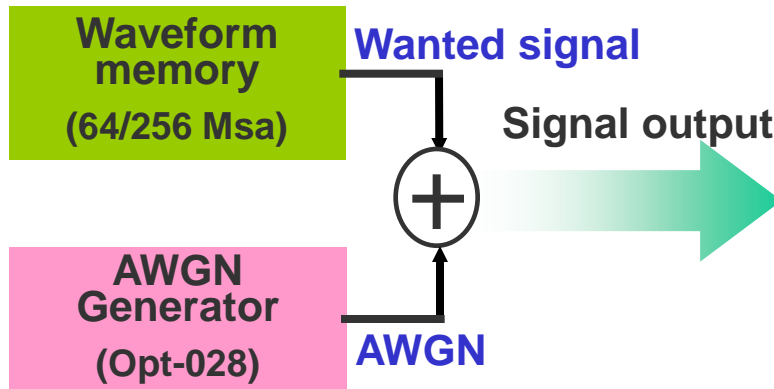 Waveform
memory
(64/256 Msa)
Wanted signal
Signal output
+
AWGN
Generator
(Opt-028)
AWGN